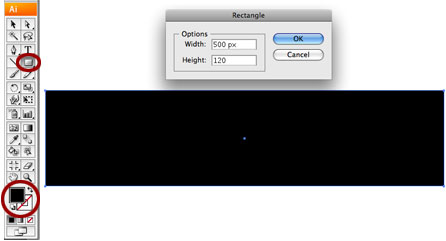 Ai
Rectangle
Options
Width: 500 px
Height: 120
OK
Cancel
T